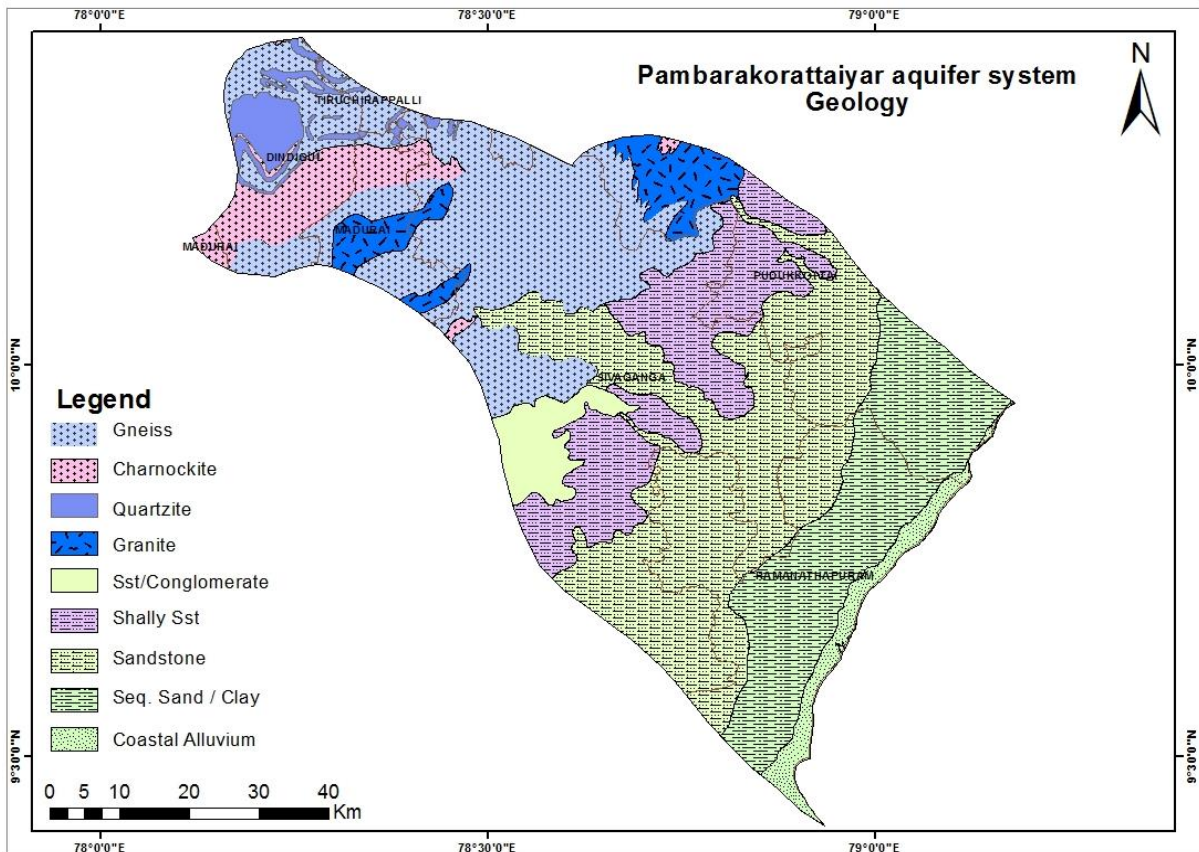 78°0'0"E 78°30'0"E 79°0'0"E
Pambarakorattaiyar aquifer system
Geology
N
TIRUCHIRAPPALLI
DINDIGUL
MADURAI
MADURAI
PUDUKKOTTAI
SIVAGANGA
RAMANATHAPURAM
10°0'0"N
10°0'0"N
9°30'0"N
9°30'0"N
Legend
Gneiss
Charnockite
Quartzite
Granite
Sst/Conglomerate
Shally Sst
Sandstone
Seq. Sand / Clay
Coastal Alluvium
0 5 10 20 30 40
Km
78°0'0"E 78°30'0"E 79°0'0"E